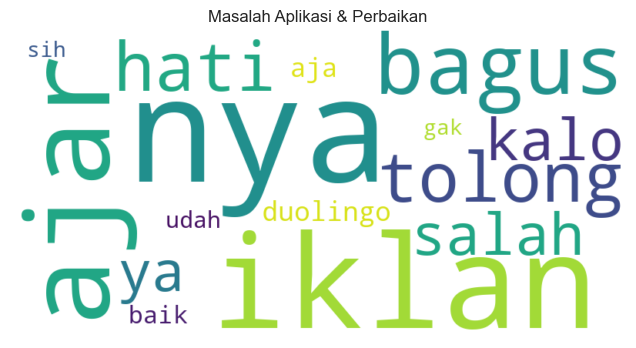 Masalah Aplikasi & Perbaikan
sih
hati
aja
bagus
ajar
nya
gak
kalo
tolong
udah
duolingo
salah
ya
iklan
baik